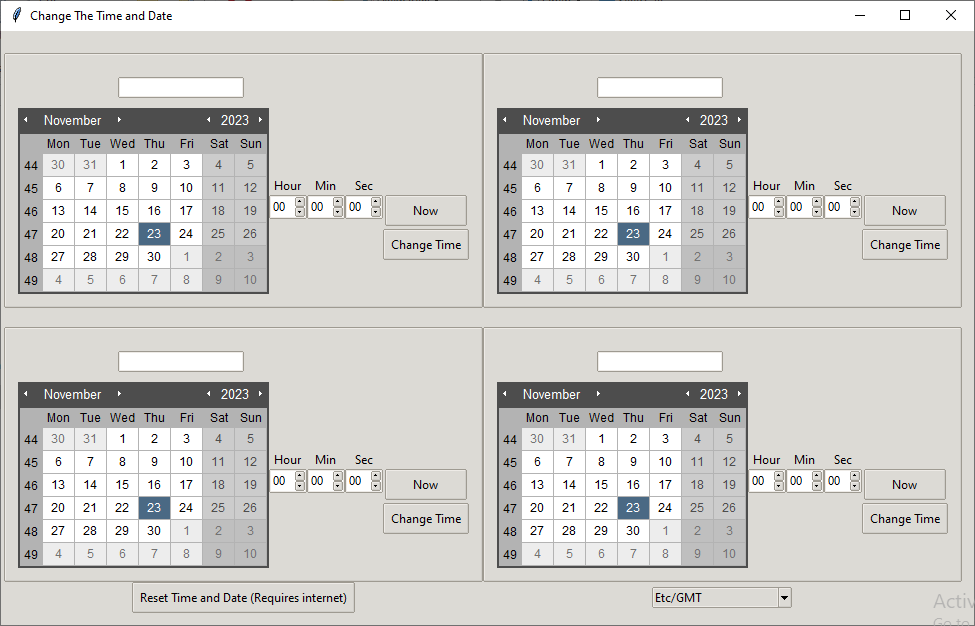 Change The Time and Date
November 2023 November 2023
Mon Tue Wed Thu Fri Sat Sun Mon Tue Wed Thu Fri Sat Sun
44 30 31 1 2 3 4 5 44 30 31 1 2 3 4 5
45 6 7 8 9 10 11 12 Hour Min Sec 45 6 7 8 9 10 11 12 Hour Min Sec
46 13 14 15 16 17 18 19 00 00 00 Now 46 13 14 15 16 17 18 19 00 00 00 Now
47 20 21 22 23 24 25 26 Change Time 47 20 21 22 23 24 25 26 Change Time
48 27 28 29 30 1 2 3 48 27 28 29 30 1 2 3
49 4 5 6 7 8 9 10 49 4 5 6 7 8 9 10
November 2023 November 2023
Mon Tue Wed Thu Fri Sat Sun Mon Tue Wed Thu Fri Sat Sun
44 30 31 1 2 3 4 5 44 30 31 1 2 3 4 5
45 6 7 8 9 10 11 12 Hour Min Sec 45 6 7 8 9 10 11 12 Hour Min Sec
46 13 14 15 16 17 18 19 00 00 00 Now 46 13 14 15 16 17 18 19 00 00 00 Now
47 20 21 22 23 24 25 26 Change Time 47 20 21 22 23 24 25 26 Change Time
48 27 28 29 30 1 2 3 48 27 28 29 30 1 2 3
49 4 5 6 7 8 9 10 49 4 5 6 7 8 9 10
Reset Time and Date (Requires internet) Etc/GMT
Activ